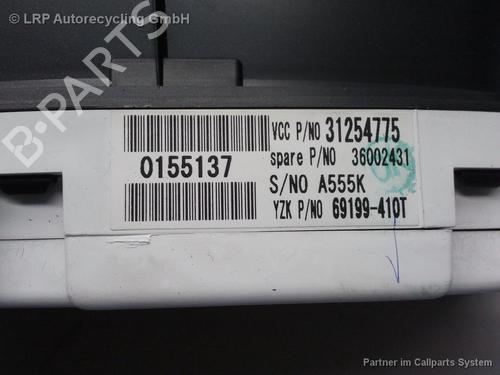 © LRP Autorecycling GmbH
B-PARTS
VCC P/NO 31254775
spare P/NO 36002431
0155137
S/NO A555K
YZK P/NO 69199-410T
Partner im Callparts System